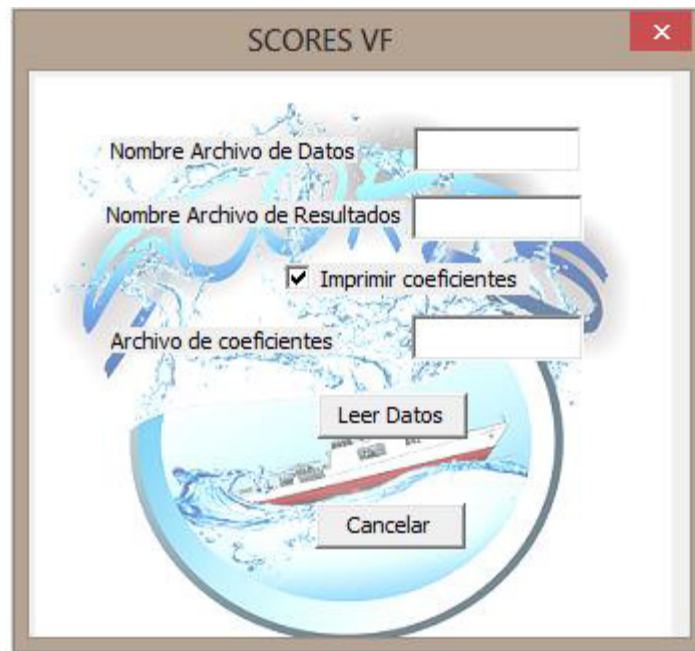 SCORES VF
Nombre Archivo de Datos
Nombre Archivo de Resultados
Imprimir coeficientes
Archivo de coeficientes
Leer Datos
Cancelar